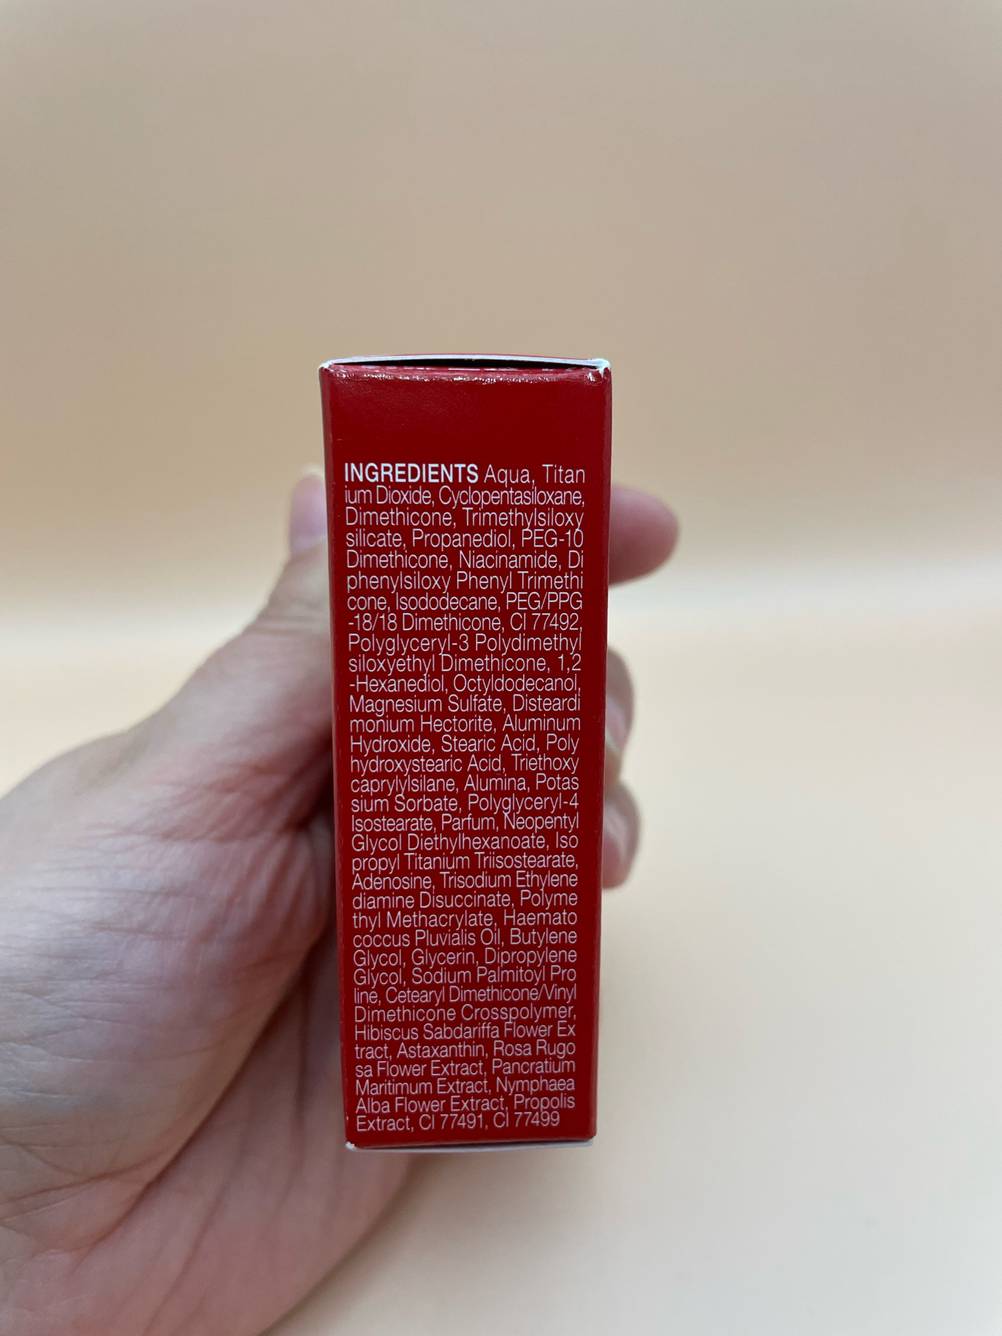 INGREDIENTS Aqua, Titan
ium Dioxide, Cyclopentasiloxane,
Dimethicone, Trimethylsiloxy
silicate, Propanediol, PEG-10
Dimethicone, Niacinamide, Di
phenylsiloxy Phenyl Trimethi
cone, Isododecane, PEG/PPG
-18/18 Dimethicone, CI 77492,
Polyglyceryl-3 Polydimethyl
siloxyethyl Dimethicone, 1,2
-Hexanediol, Octyldodecanol,
Magnesium Sulfate, Disteardi
monium Hectorite, Aluminum
Hydroxide, Stearic Acid, Poly
hydroxystearic Acid, Triethoxy
caprylylsilane, Alumina, Potas
sium Sorbate, Polyglyceryl-4
Isostearate, Parfum, Neopentyl
Glycol Diethylhexanoate, Iso
propyl Titanium Triisostearate,
Adenosine, Trisodium Ethylene
diamine Disuccinate, Polyme
thyl Methacrylate, Haemato
coccus Pluvialis Oil, Butylene
Glycol, Glycerin, Dipropylene
Glycol, Sodium Palmitoyl Pro
line, Cetearyl Dimethicone/Vinyl
Dimethicone Crosspolymer,
Hibiscus Sabdariffa Flower Ex
tract, Astaxanthin, Rosa Rugo
sa Flower Extract, Pancratium
Maritimum Extract, Nymphaea
Alba Flower Extract, Propolis
Extract, CI 77491, CI 77499